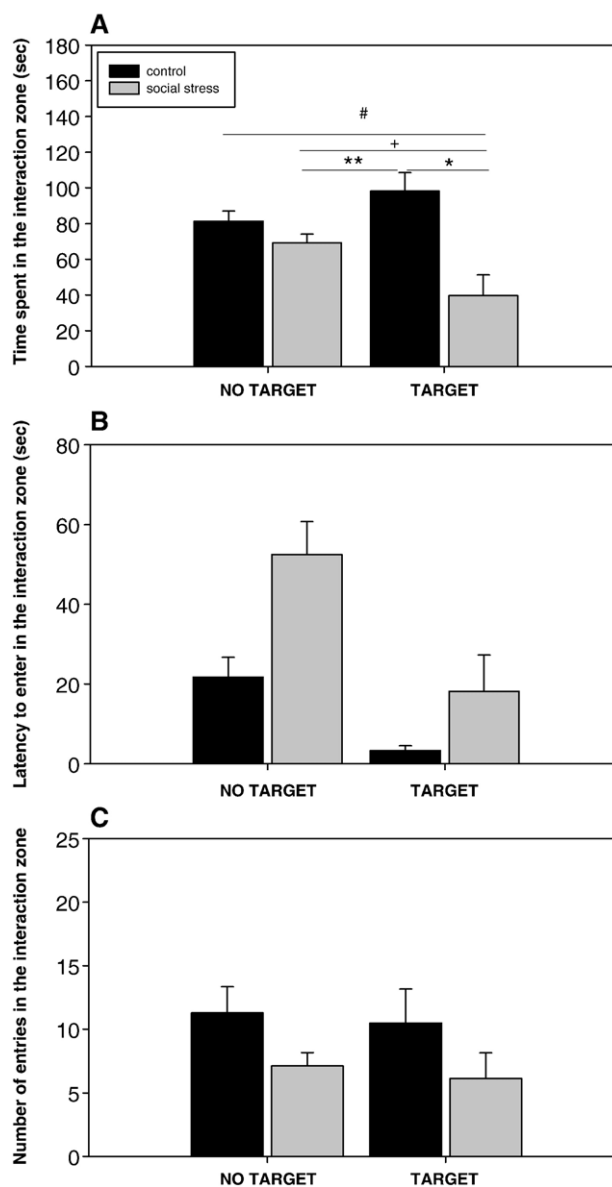 A
Time spent in the interaction zone (sec)
180
160
140
120
100
80
60
40
20
0
control
social stress
#
+
** *
NO TARGET TARGET
B
Latency to enter in the interaction zone (sec)
80
60
40
20
0
NO TARGET TARGET
C
Number of entries in the interaction zone
25
20
15
10
5
0
NO TARGET TARGET